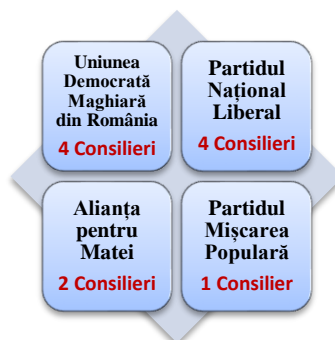 Uniunea
Democrată
Maghiară
din România
4 Consilieri
Partidul
Național
Liberal
4 Consilieri
Alianța
pentru
Matei
2 Consilieri
Partidul
Mișcarea
Populară
1 Consilier